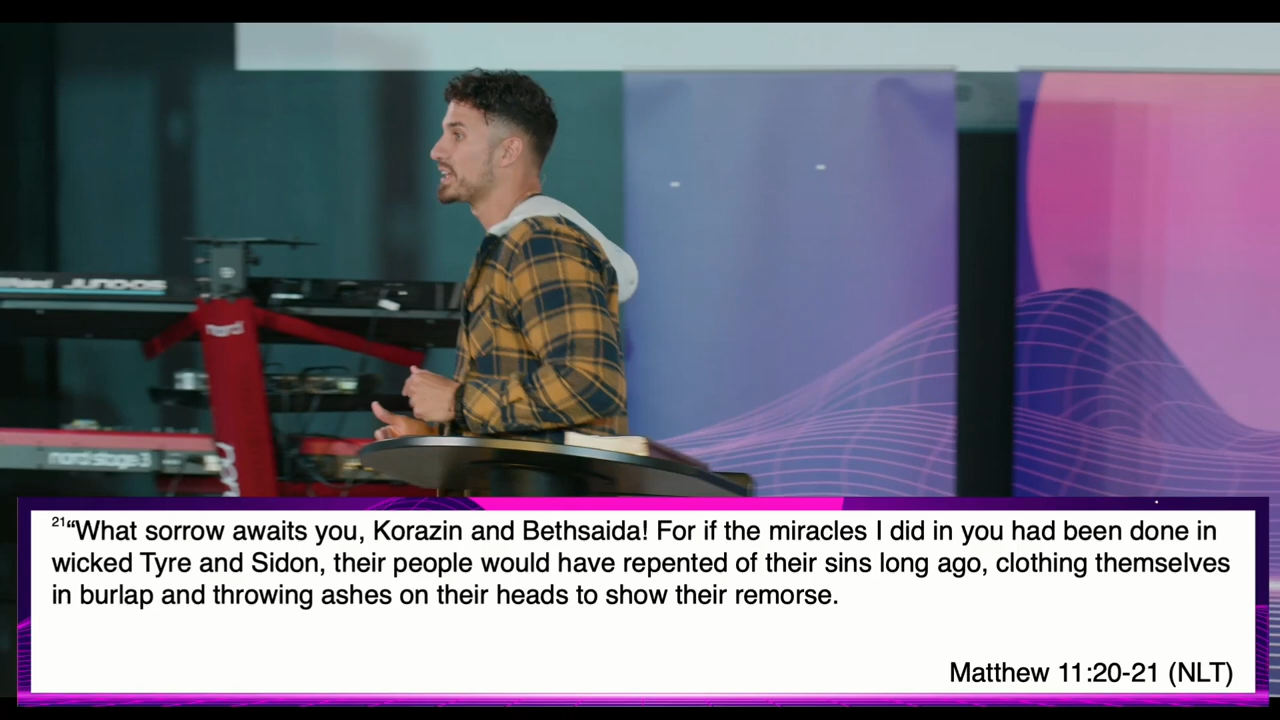 JUNO-DS
nord
nord stage 3
21“What sorrow awaits you, Korazin and Bethsaida! For if the miracles I did in you had been done in
wicked Tyre and Sidon, their people would have repented of their sins long ago, clothing themselves
in burlap and throwing ashes on their heads to show their remorse.
Matthew 11:20-21 (NLT)